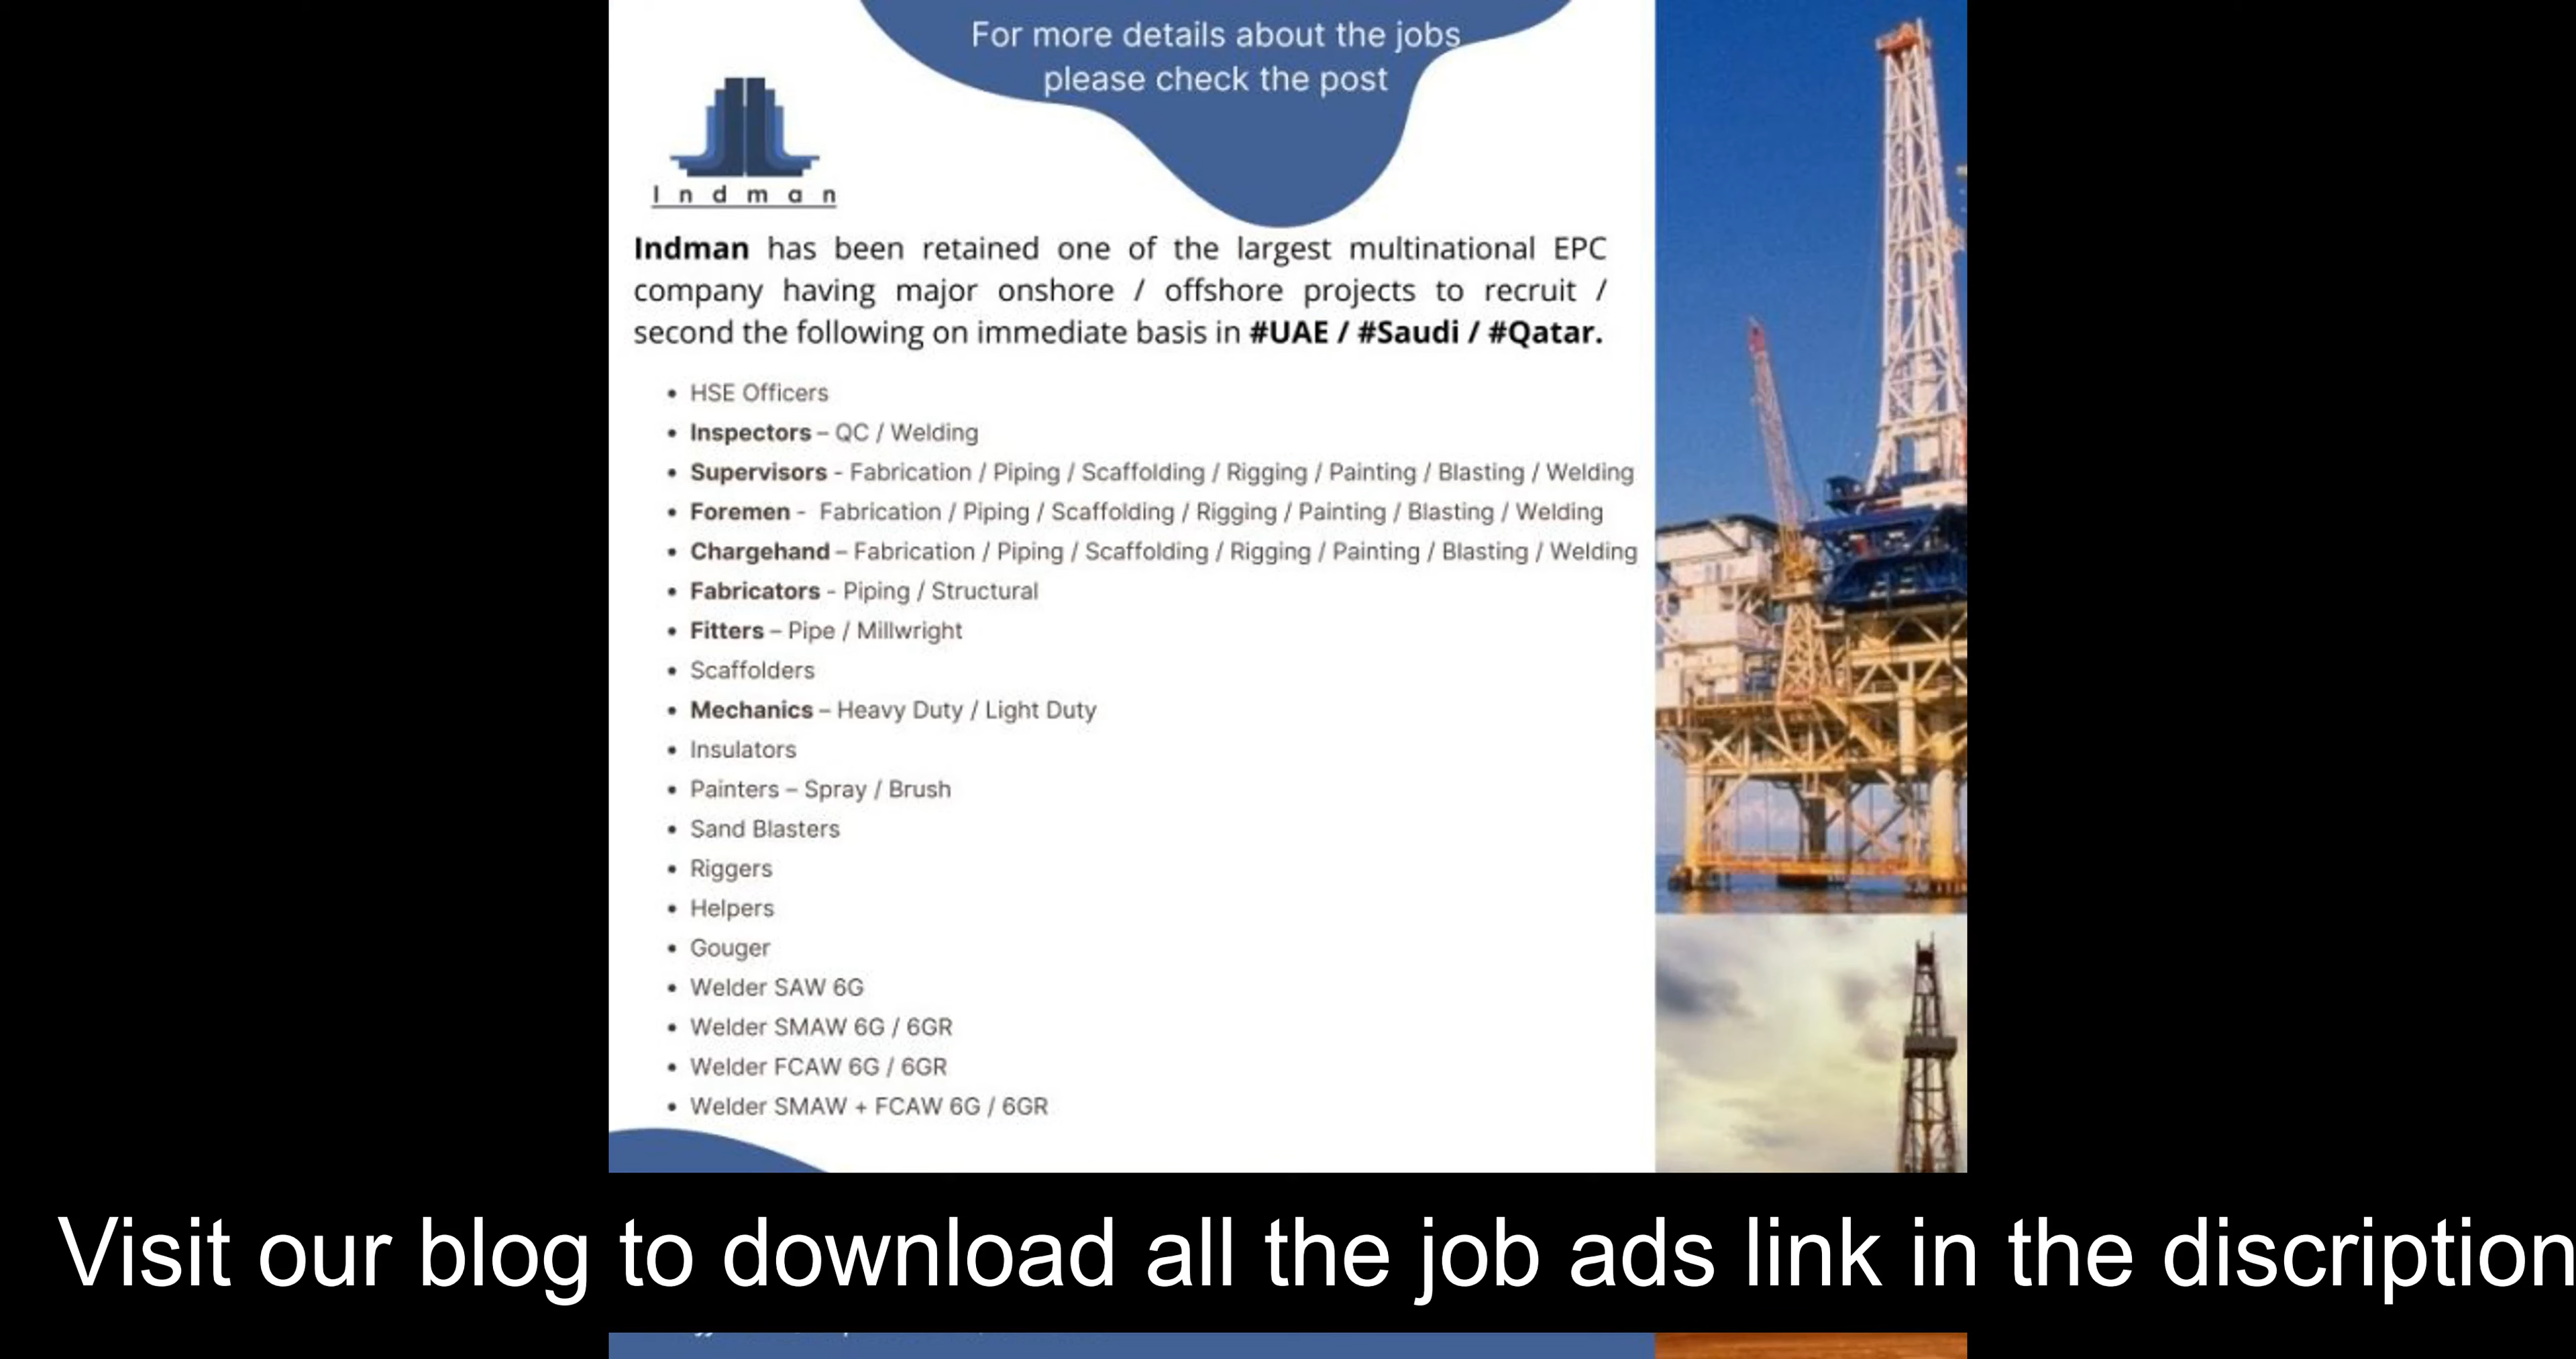 For more details about the jobs
please check the post
Indman
Indman has been retained one of the largest multinational EPC
company having major onshore / offshore projects to recruit /
second the following on immediate basis in #UAE / #Saudi / #Qatar.
• HSE Officers
• Inspectors – QC / Welding
• Supervisors - Fabrication / Piping / Scaffolding / Rigging / Painting / Blasting / Welding
• Foremen - Fabrication / Piping / Scaffolding / Rigging / Painting / Blasting / Welding
• Chargehand – Fabrication / Piping / Scaffolding / Rigging / Painting / Blasting / Welding
• Fabricators - Piping / Structural
• Fitters – Pipe / Millwright
• Scaffolders
• Mechanics – Heavy Duty / Light Duty
• Insulators
• Painters – Spray / Brush
• Sand Blasters
• Riggers
• Helpers
• Gouger
• Welder SAW 6G
• Welder SMAW 6G / 6GR
• Welder FCAW 6G / 6GR
• Welder SMAW + FCAW 6G / 6GR
Visit our blog to download all the job ads link in the discription